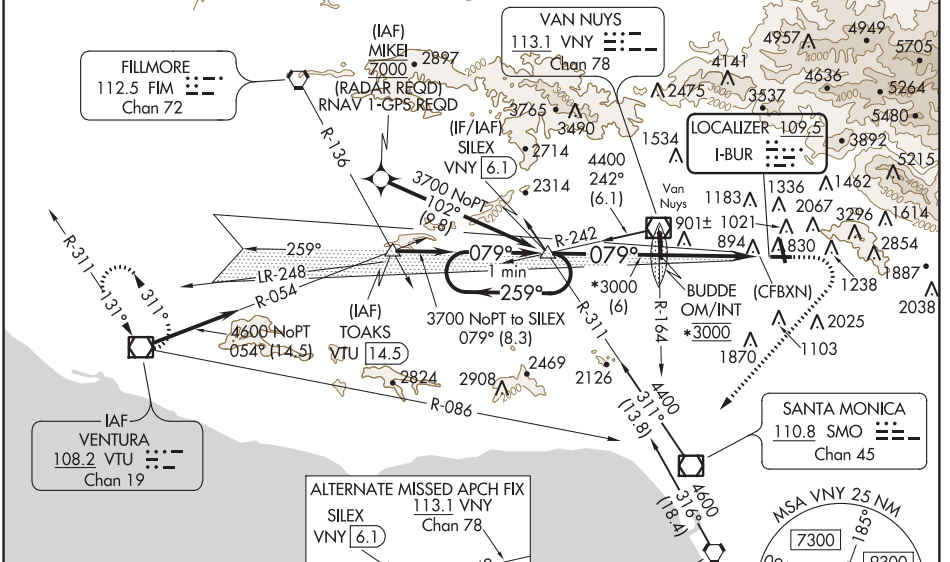 (IAF)
MIKEI
7000
(RADAR REQD)
RNAV 1-GPS REQD
FILLMORE
112.5 FIM
Chan 72
VAN NUYS
113.1 VNY
Chan 78
LOCALIZER 109.5
I-BUR
2897
3765
3490
2714
2314
2475
4141
4957
4949
5705
4636
5264
3537
5480
3892
5215
1534
2000
(IF/IAF)
SILEX
VNY 6.1
4400
242°
(6.1)
Van
Nuys
1183
1336
1462
2067
3296
1614
901±
1021
894
830
2854
1887
1238
2038
R-136
3700 NoPT
102°
(9.8)
R-242
259°
079°
079°
1 min
259°
LR-248
R-054
R-311
131°
311°
4600 NoPT
054° (14.5)
(IAF)
TOAKS
VTU 14.5
3700 NoPT to SILEX
079° (8.3)
*3000
(6)
R-311
R-164
BUDDE
OM/INT
*3000
(CFBXN)
2025
1103
1870
2824
2908
2469
2126
R-086
4400
311°
(13.8)
IAF
VENTURA
108.2 VTU
Chan 19
SANTA MONICA
110.8 SMO
Chan 45
4600
316°
(18.4)
ALTERNATE MISSED APCH FIX
SILEX
VNY 6.1
113.1 VNY
Chan 78
MSA VNY 25 NM
7300
185°